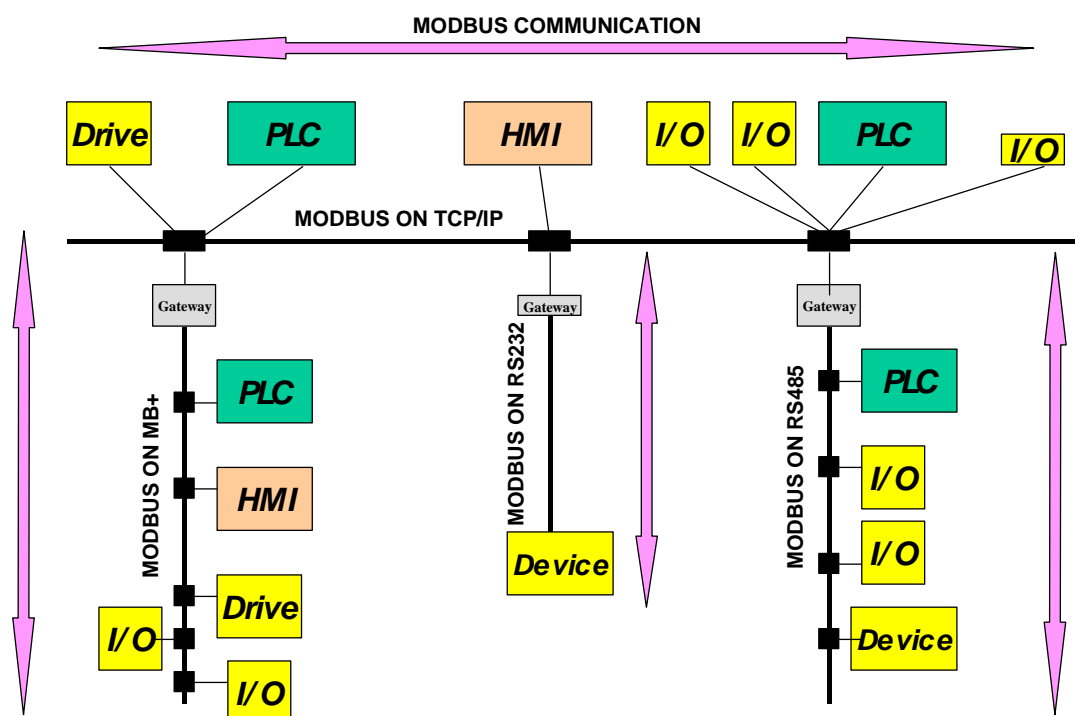 MODBUS COMMUNICATION
Drive
PLC
HMI
I/O
I/O
PLC
I/O
MODBUS ON TCP/IP
Gateway
Gateway
Gateway
MODBUS ON MB+
PLC
HMI
Drive
I/O
I/O
MODBUS ON RS232
Device
MODBUS ON RS485
PLC
I/O
I/O
Device